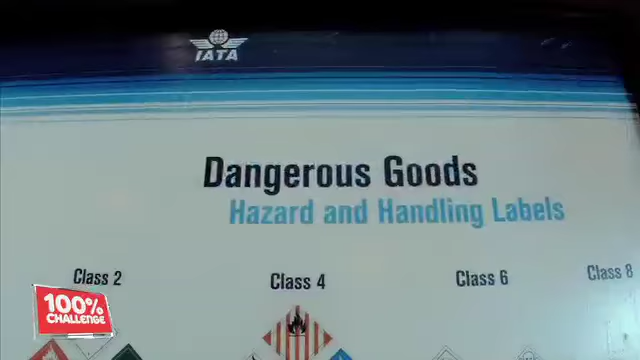 IATA
Dangerous Goods
Hazard and Handling Labels
Class 2
Class 4
Class 6
Class 8
100%
CHALLENGE